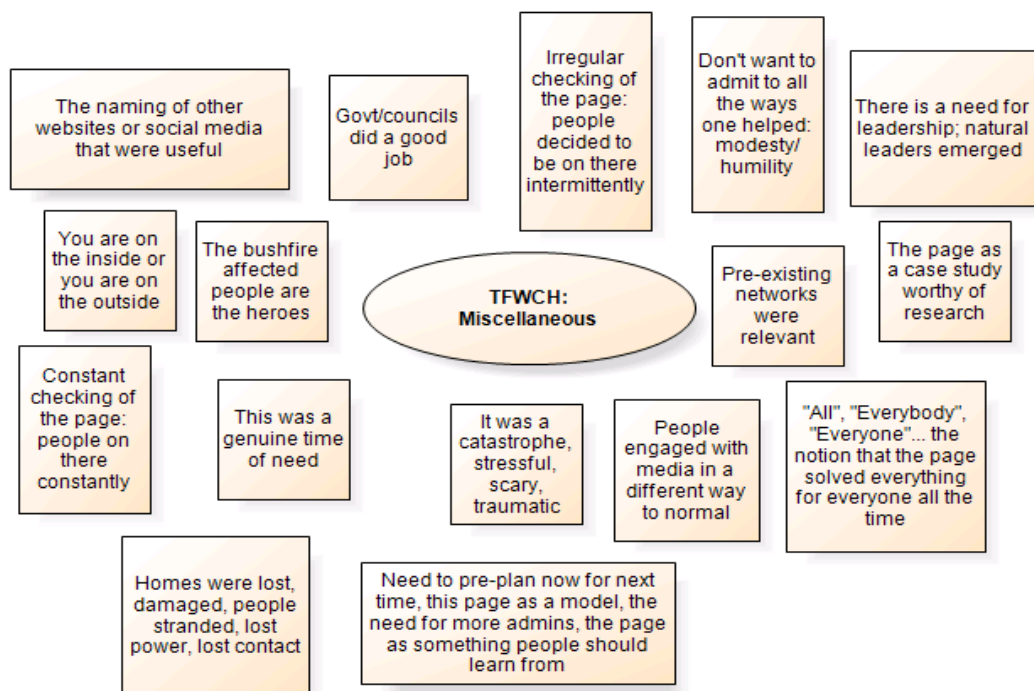 The naming of other
websites or social media
that were useful
Govt/councils
did a good
job
Irregular
checking of
the page:
people
decided to
be on there
intermittently
Don't want to
admit to all
the ways
one helped:
modesty/
humility
There is a need for
leadership; natural
leaders emerged
You are on
the inside or
you are on
the outside
The bushfire
affected
people are
the heroes
TFWCH:
Miscellaneous
Pre-existing
networks
were
relevant
The page as
a case study
worthy of
research
Constant
checking of
the page:
people on
there
constantly
This was a
genuine time
of need
It was a
catastrophe,
stressful,
scary,
traumatic
People
engaged with
media in a
different way
to normal
"All", "Everybody",
"Everyone"... the
notion that the page
solved everything
for everyone all the
time
Homes were lost,
damaged, people
stranded, lost
power, lost contact
Need to pre-plan now for next
time, this page as a model, the
need for more admins, the page
as something people should
learn from